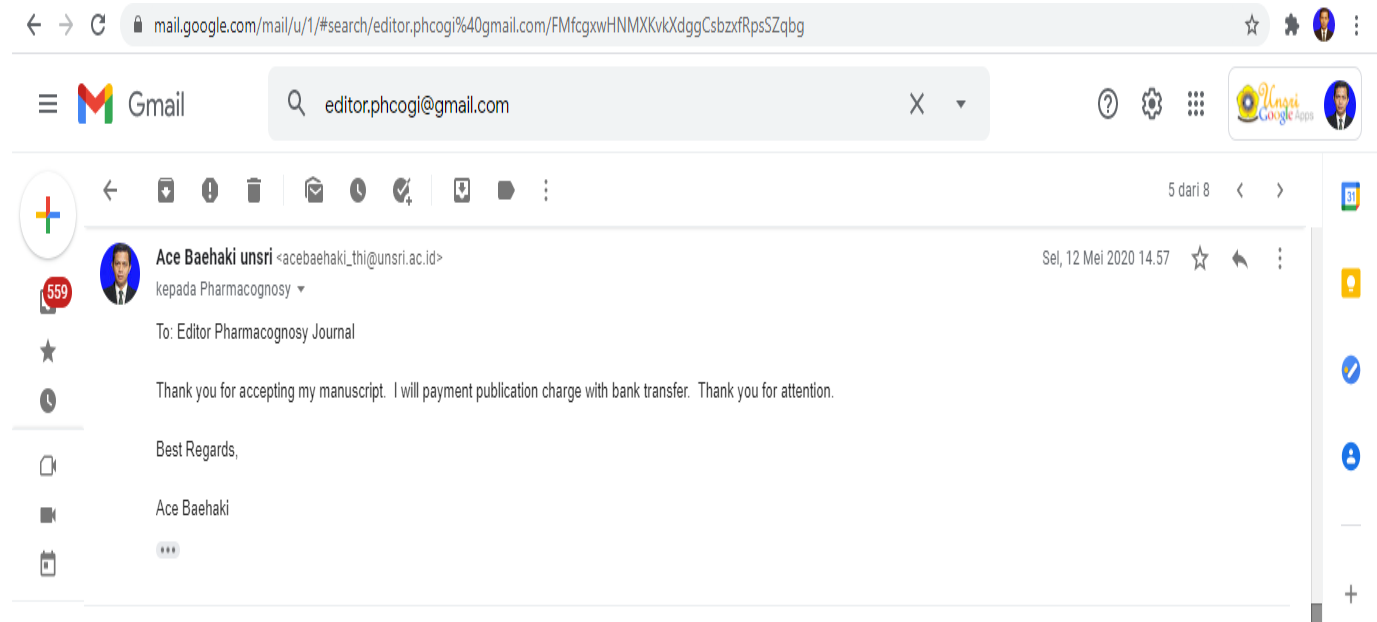 mail.google.com/mail/u/1/#search/editor.phcogi%40gmail.com/FMfcgxwHNMXKvkXdggCsbzxfRpsSZqbg
Gmail
editor.phcogi@gmail.com
Unsri
Google Apps
5 dari 8
31
Ace Baehaki unsri <acebaehaki_thi@unsri.ac.id>
Sel, 12 Mei 2020 14.57
kepada Pharmacognosy
559
To: Editor Pharmacognosy Journal
Thank you for accepting my manuscript.  I will payment publication charge with bank transfer.  Thank you for attention.
Best Regards,
Ace Baehaki